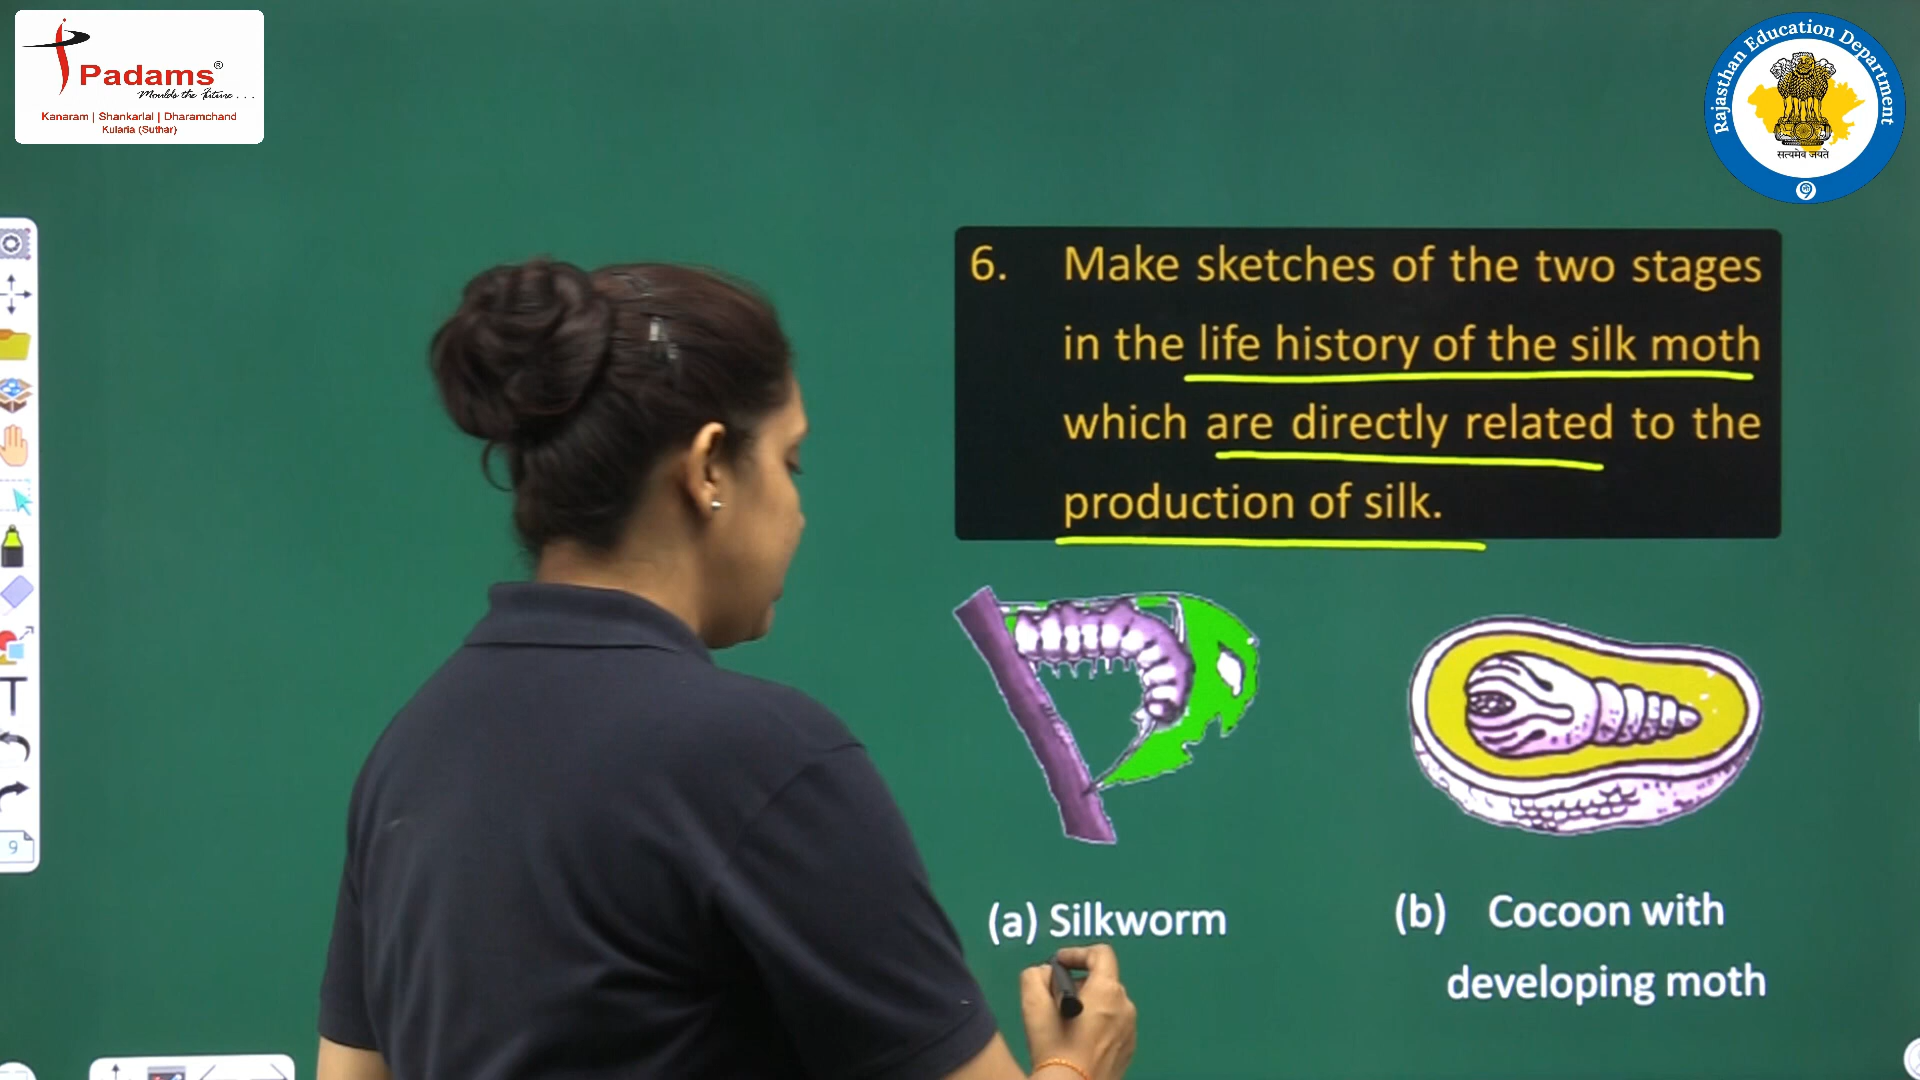 Padams®
Moulds the Future . . .
Kanaram | Shankarlal | Dharamchand
Kularia (Suthar)
Rajasthan Education Department
सत्यमेव जयते
6. Make sketches of the two stages
in the life history of the silk moth
which are directly related to the
production of silk.
(a) Silkworm
(b) Cocoon with
developing moth
T
9